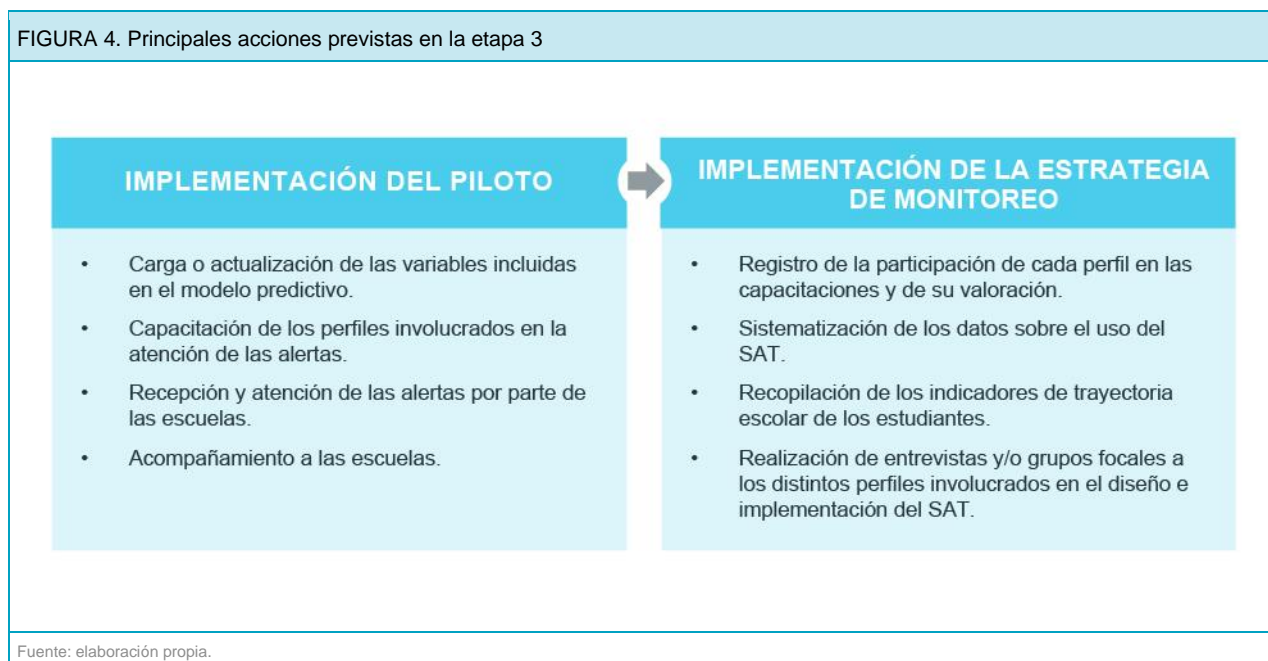 FIGURA 4. Principales acciones previstas en la etapa 3
IMPLEMENTACIÓN DEL PILOTO
• Carga o actualización de las variables incluidas
en el modelo predictivo.
• Capacitación de los perfiles involucrados en la
atención de las alertas.
• Recepción y atención de las alertas por parte de
las escuelas.
• Acompañamiento a las escuelas.
IMPLEMENTACIÓN DE LA ESTRATEGIA
DE MONITOREO
• Registro de la participación de cada perfil en las
capacitaciones y de su valoración.
• Sistematización de los datos sobre el uso del
SAT.
• Recopilación de los indicadores de trayectoria
escolar de los estudiantes.
• Realización de entrevistas y/o grupos focales a
los distintos perfiles involucrados en el diseño e
implementación del SAT.
Fuente: elaboración propia.